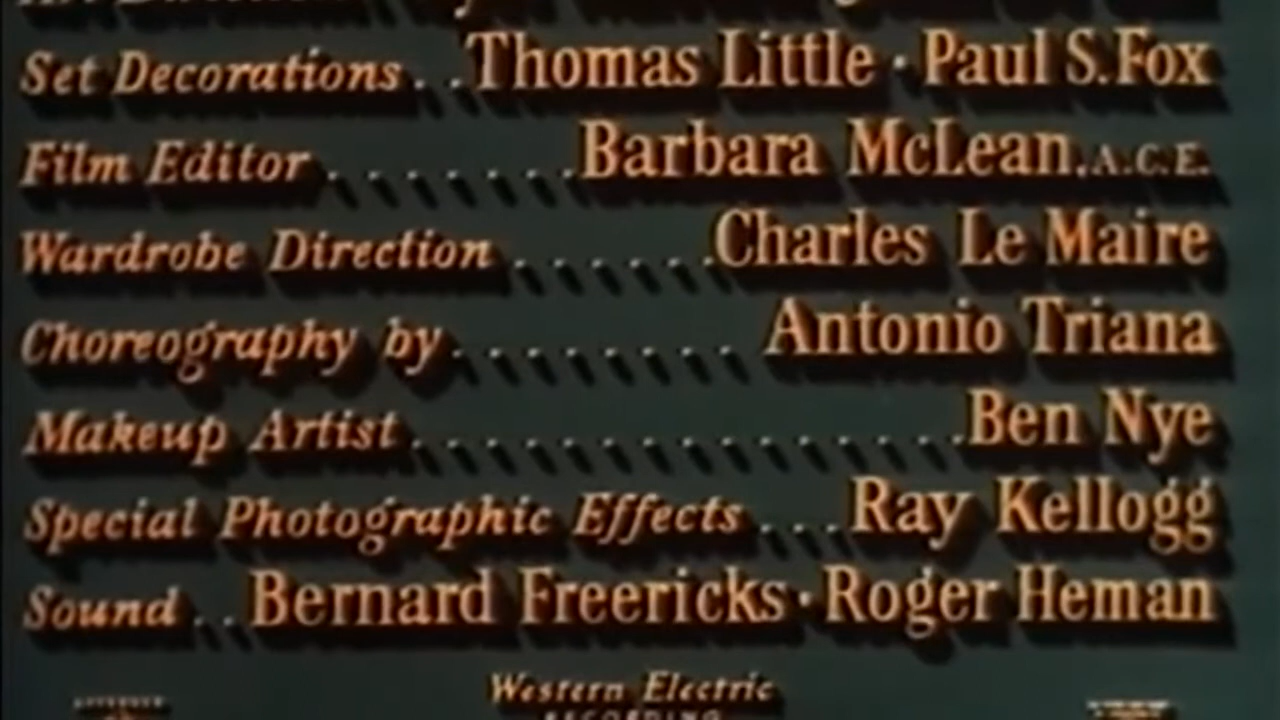 Set Decorations . . Thomas Little · Paul S. Fox
Film Editor . . . . . . . Barbara McLean, A.C.E.
Wardrobe Direction . . . . . . Charles Le Maire
Choreography by . . . . . . . . Antonio Triana
Makeup Artist . . . . . . . . . . . . . . Ben Nye
Special Photographic Effects . . . Ray Kellogg
Sound . . Bernard Freericks · Roger Heman
Western Electric
RECORDING